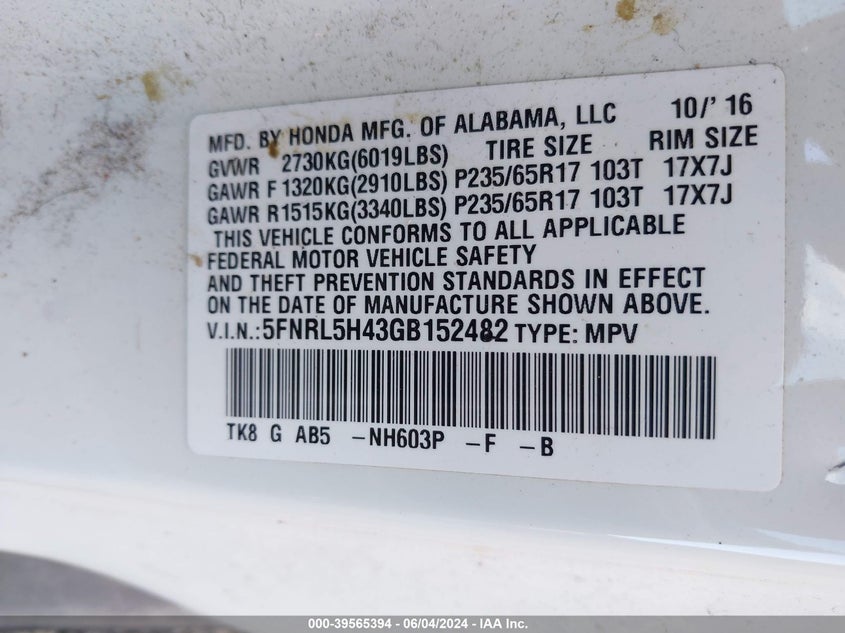 MFD. BY HONDA MFG. OF ALABAMA, LLC 10/'16
GVWR 2730KG(6019LBS) TIRE SIZE RIM SIZE
GAWR F 1320KG(2910LBS) P235/65R17 103T 17X7J
GAWR R1515KG(3340LBS) P235/65R17 103T 17X7J
THIS VEHICLE CONFORMS TO ALL APPLICABLE
FEDERAL MOTOR VEHICLE SAFETY
AND THEFT PREVENTION STANDARDS IN EFFECT
ON THE DATE OF MANUFACTURE SHOWN ABOVE.
V.I.N.:5FNRL5H43GB152482 TYPE: MPV
TK8 G AB5 -NH603P -F -B
000-39565394 - 06/04/2024 - IAA Inc.